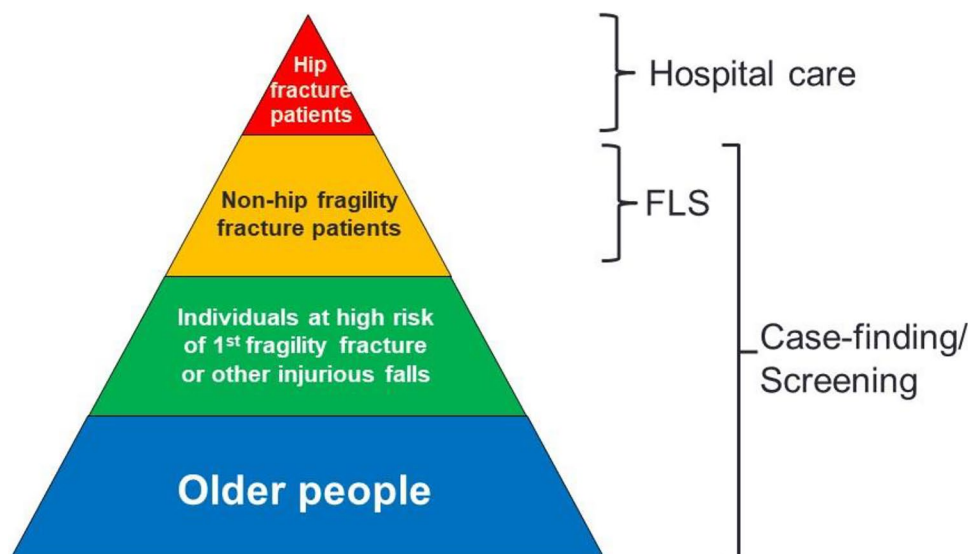 Hip
fracture
patients
Non-hip fragility
fracture patients
Individuals at high risk
of 1st fragility fracture
or other injurious falls
Older people
Hospital care
FLS
Case-finding/
Screening